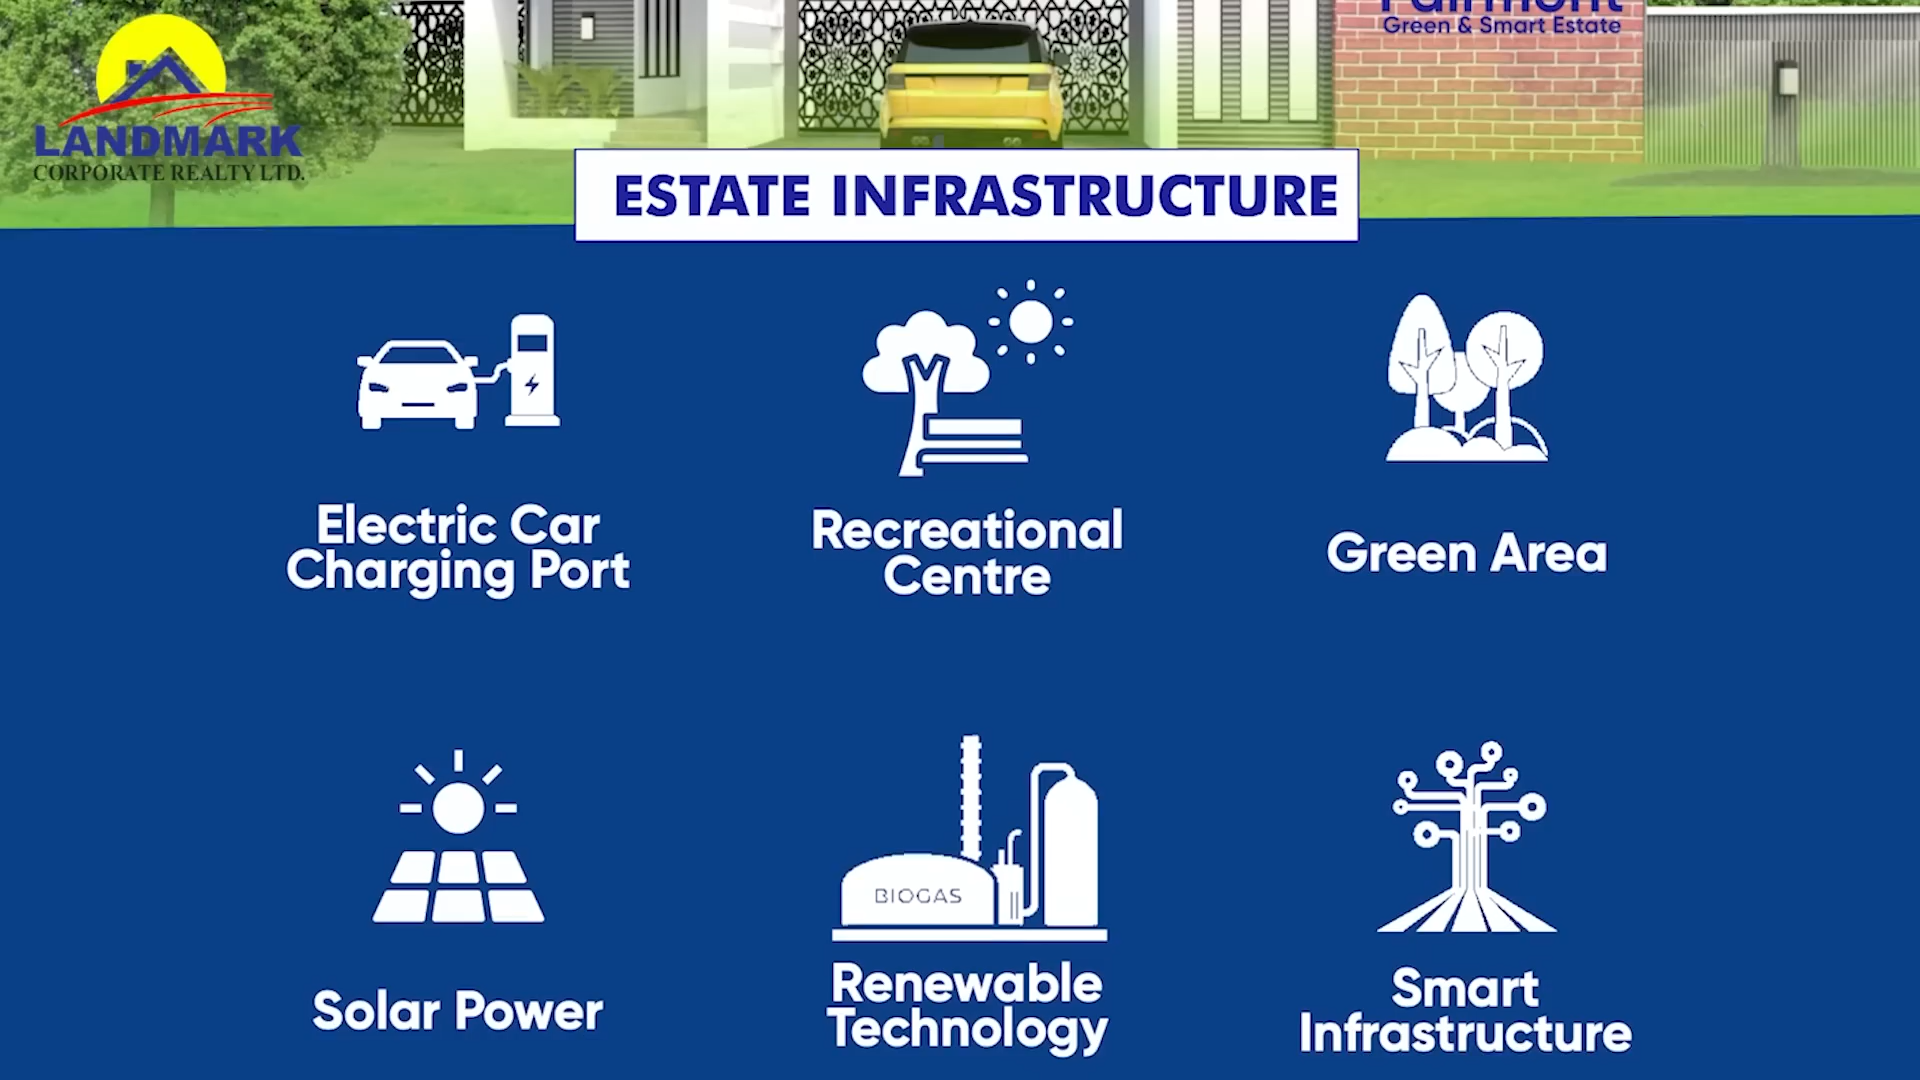 Fairmont
Green & Smart Estate
LANDMARK
CORPORATE REALTY LTD.
ESTATE INFRASTRUCTURE
Electric Car
Charging Port
Recreational
Centre
Green Area
BIOGAS
Solar Power
Renewable
Technology
Smart
Infrastructure